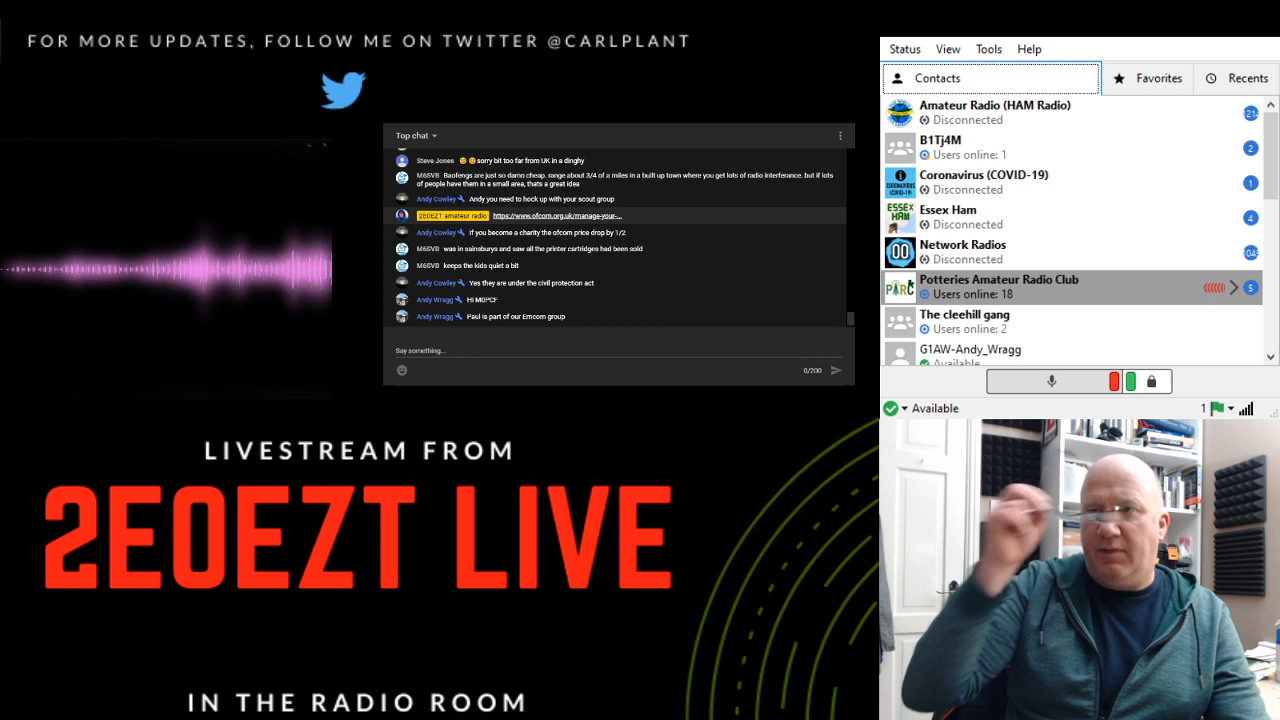 FOR MORE UPDATES, FOLLOW ME ON TWITTER @CARLPLANT
Top chat
Steve Jones sorry bit too far from UK in a dinghy
M6SVB Baofengs are just so damn cheap. range about 3/4 of a miles in a built up town where you get lots of radio interferance. but if lots
of people have them in a small area, thats a great idea
Andy Cowley Andy you need to hock up with your scout group
2E0EZT amateur radio https://www.ofcom.org.uk/manage-your-...
Andy Cowley If you become a charity the ofcom price drop by 1/2
M6SVB was in sainsburys and saw all the printer cartridges had been sold
M6SVB keeps the kids quiet a bit
Andy Cowley Yes they are under the civil protection act
Andy Wragg Hi M0PCF
Andy Wragg Paul is part of our Emcom group
Say something...
0/200
LIVESTREAM FROM
2E0EZT LIVE
IN THE RADIO ROOM
Status View Tools Help
Contacts Favorites Recents
Amateur Radio (HAM Radio)
Disconnected
B1Tj4M 2
Users online: 1
Coronavirus (COVID-19) 1
Disconnected
Essex Ham 4
Disconnected
Network Radios
Disconnected
Potteries Amateur Radio Club 5
Users online: 18
The cleehill gang
Users online: 2
G1AW-Andy_Wragg
Available
Available 1